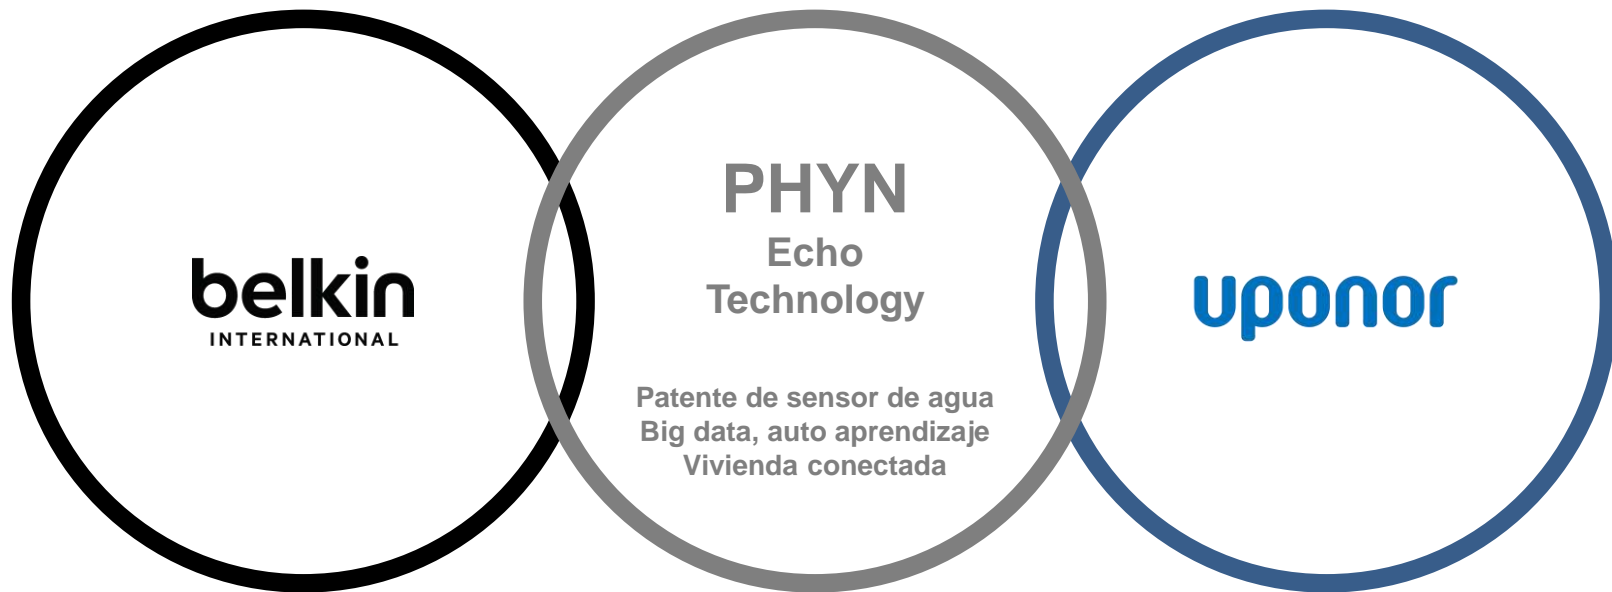 belkin
INTERNATIONAL
PHYN
Echo
Technology
Patente de sensor de agua
Big data, auto aprendizaje
Vivienda conectada
uponor